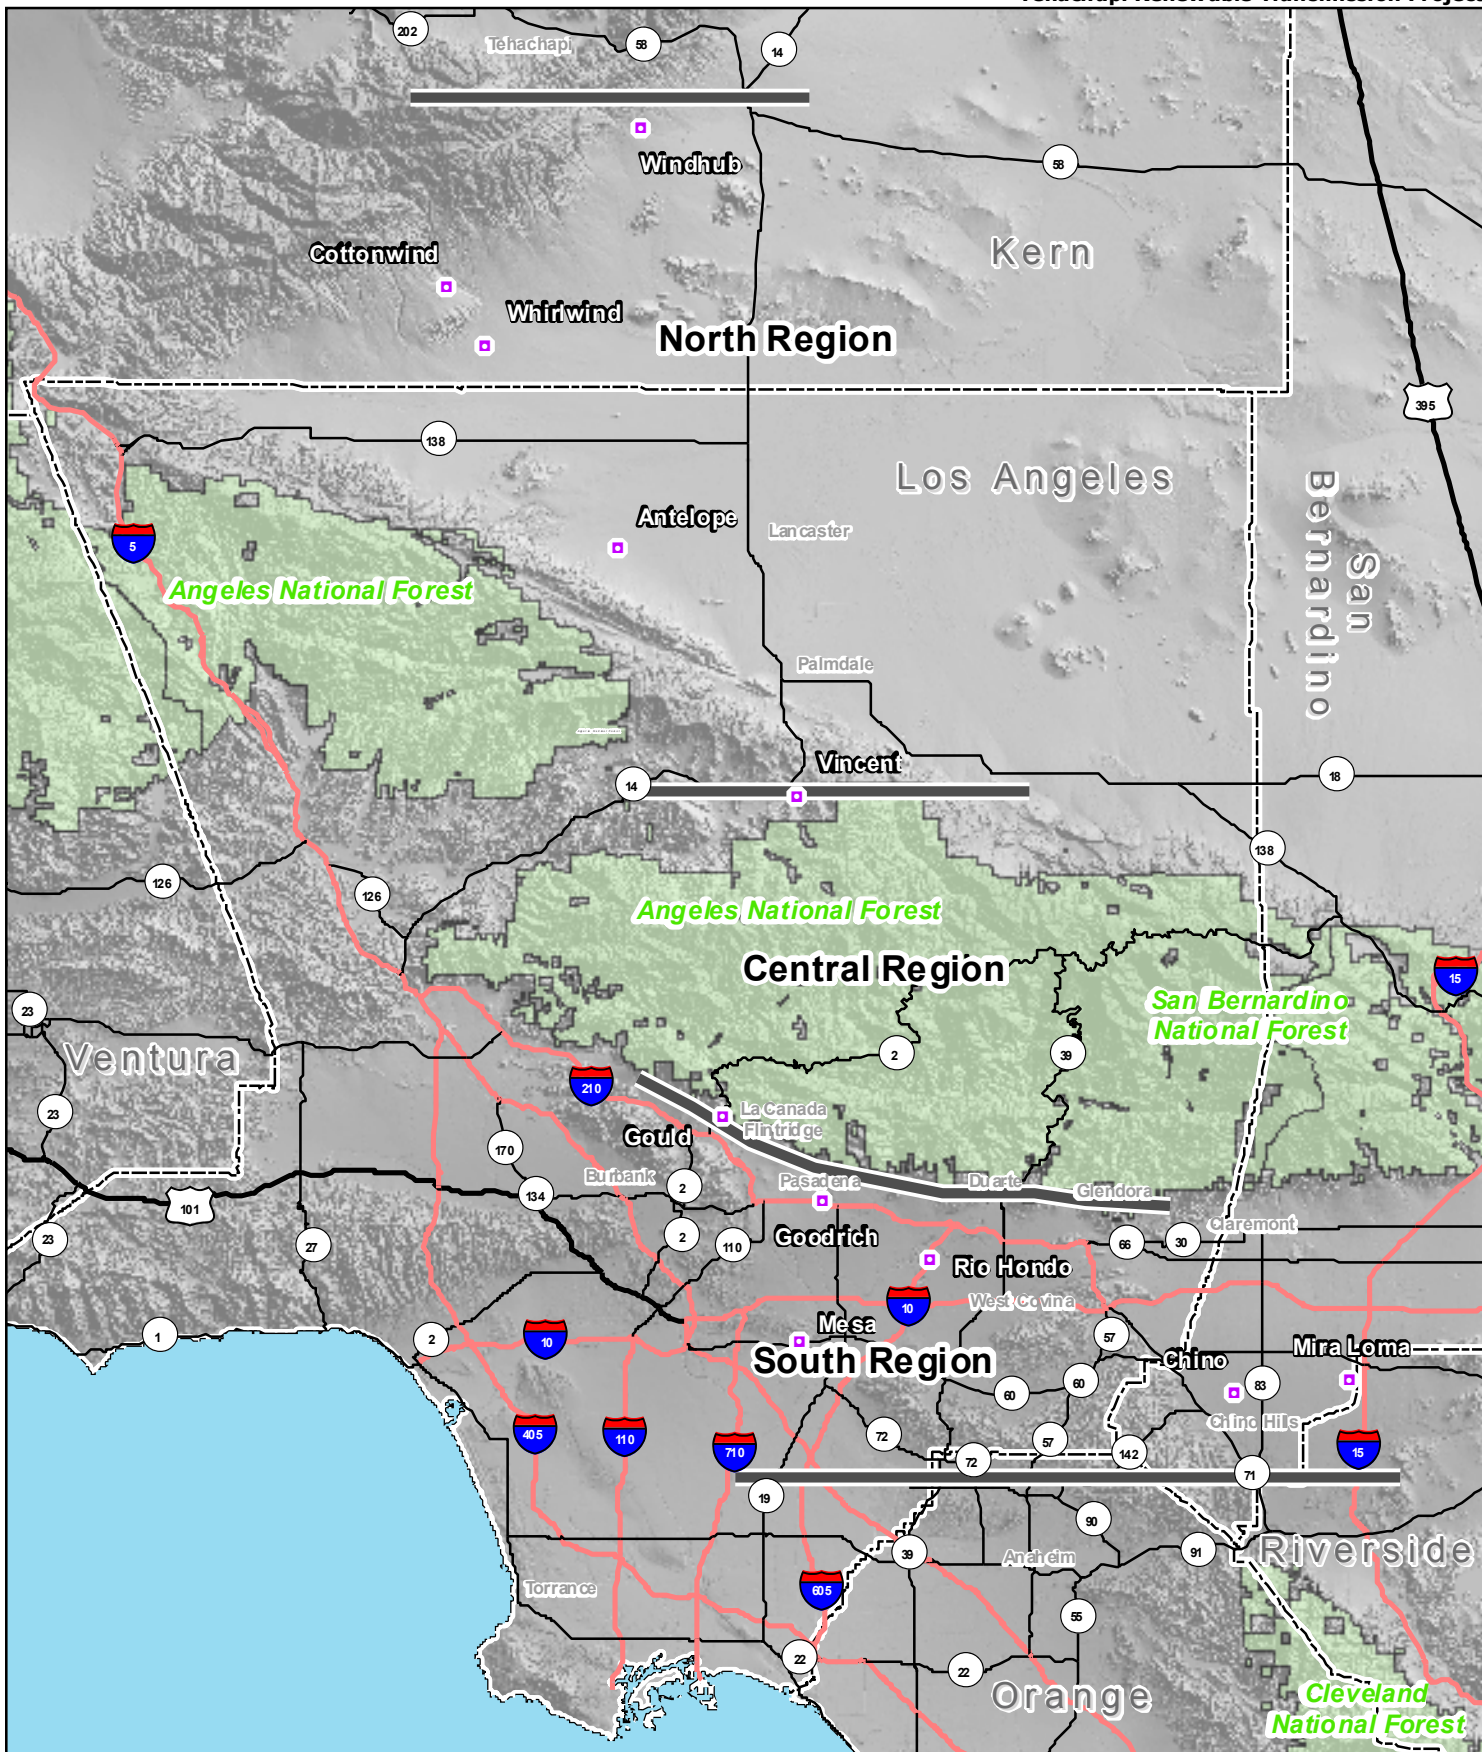 202
Tehachapi
58
14
Windhub
58
Cottonwind
Kern
Whirlwind
North Region
395
138
Los Angeles
San
Bernardino
Antelope
Lancaster
5
Angeles National Forest
Palmdale
Vincent
14
18
138
126
126
Angeles National Forest
Central Region
15
San Bernardino
National Forest
23
Ventura
2
39
210
23
La Canada
Flintridge
Gould
170
Burbank
Pasadena
Duarte
Glendora
2
134
101
Claremont
23
27
2
110
Goodrich
66
30
Rio Hondo
10
West Covina
1
2
10
Mesa
57
South Region
Chino
Mira Loma
60
60
83
Chino Hills
405
110
710
72
57
142
15
72
71
19
90
39
Anaheim
91
Riverside
Torrance
605
55
22
22
Orange
Cleveland
National Forest